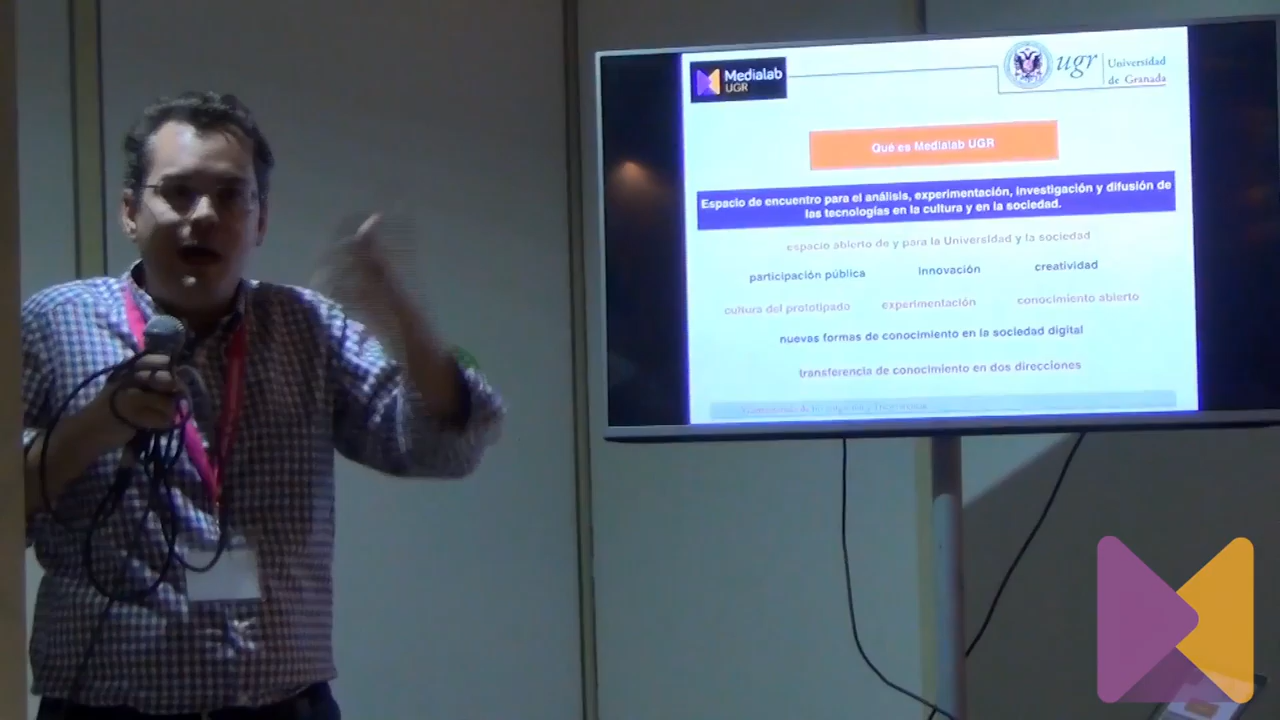 Medialab
UGR
ugr
Universidad
de Granada
Qué es Medialab UGR
Espacio de encuentro para el análisis, experimentación, investigación y difusión de
las tecnologías en la cultura y en la sociedad.
espacio abierto de y para la Universidad y la sociedad
participación pública innovación creatividad
cultura del prototipado experimentación conocimiento abierto
nuevas formas de conocimiento en la sociedad digital
transferencia de conocimiento en dos direcciones